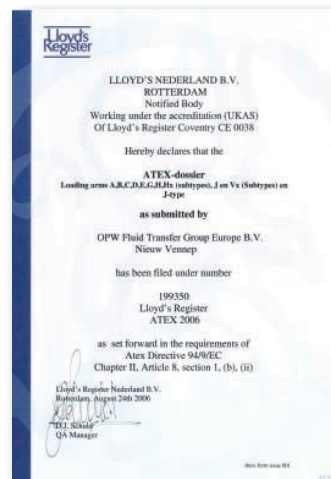 Lloyd's
Register
LLOYD'S NEDERLAND B.V.
ROTTERDAM
Notified Body
Working under the accreditation (UKAS)
Of Lloyd's Register Coventry CE 0038
Hereby declares that the
ATEX-dossier
Loading arms A,B,C,D,E,G,H,Hx (subtypes), J en Vx (Subtypes) en
J-type
as submitted by
OPW Fluid Transfer Group Europe B.V.
Nieuw Vennep
has been filed under number
199350
Lloyd's Register
ATEX 2006
as set forward in the requirements of
Atex Directive 94/9/EC
Chapter II, Article 8, section 1, (b), (ii)
Lloyd's Register Nederland B.V.
Rotterdam, August 24th 2006
D.J. Schuld
QA Manager